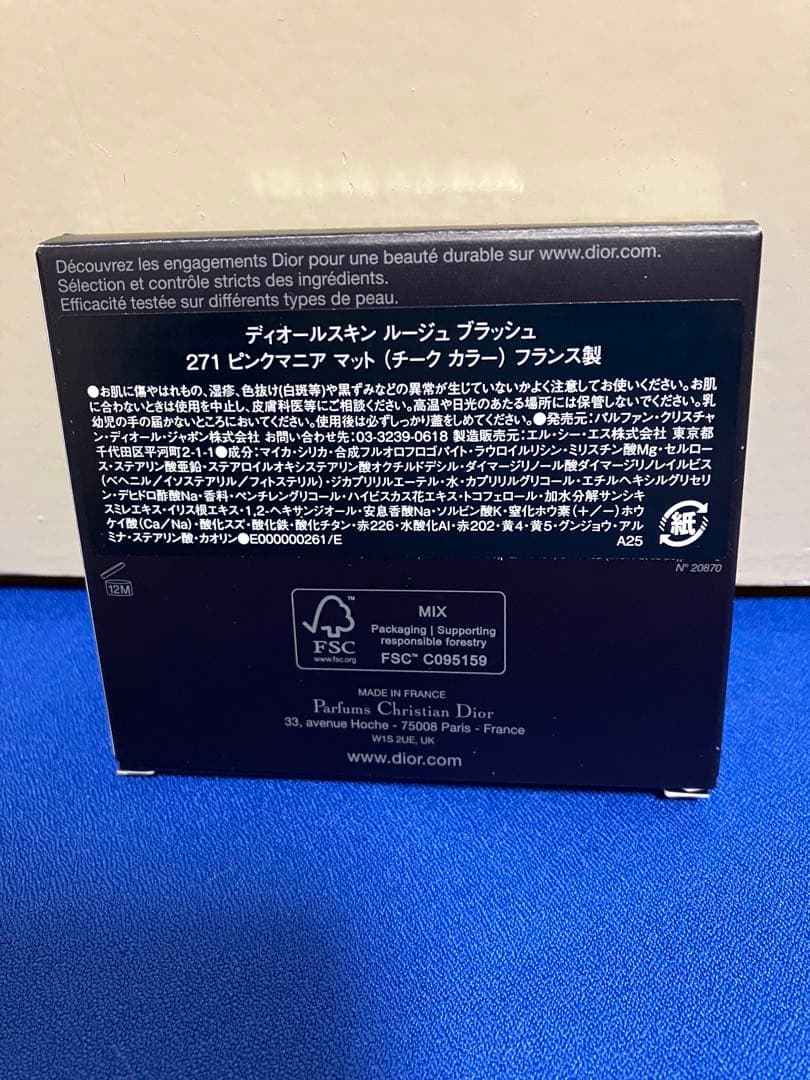 Découvrez les engagements Dior pour une beauté durable sur www.dior.com.
Sélection et contrôle stricts des ingrédients.
Efficacité testée sur différents types de peau.
ディオールスキン ルージュ ブラッシュ
271 ピンクマニア マット (チーク カラー) フランス製
●お肌に傷やはれもの、湿疹、色抜け(白斑等)や黒ずみなどの異常が生じていないかよく注意してお使いください。お肌
に合わないときは使用を中止し、皮膚科医等にご相談ください。高温や日光のあたる場所には保管しないでください。乳
幼児の手の届かないところにおいてください。使用後は必ずしっかり蓋をしめてください。●発売元:パルファン・クリスチャ
ン・ディオール・ジャポン株式会社 お問い合わせ先:03-3239-0618 製造販売元:エル・シー・エス株式会社 東京都
千代田区平河町2-1-1●成分:マイカ・シリカ・合成フルオロフロゴパイト・ラウロイルリシン・ミリスチン酸Mg・セルロー
ス・ステアリン酸亜鉛・ステアロイルオキシステアリン酸オクチルドデシル・ダイマージリノール酸ダイマージリノレイルビス
(ベヘニル/イソステアリル/フィトステリル)・ジカプリリルエーテル・水・カプリリルグリコール・エチルヘキシルグリセリ
ン・デヒドロ酢酸Na・香料・ペンチレングリコール・ハイビスカス花エキス・トコフェロール・加水分解サンシキ
スミレエキス・イリス根エキス・1,2-ヘキサンジオール・安息香酸Na・ソルビン酸K・窒化ホウ素(+/−)ホウ
ケイ酸(Ca/Na)・酸化スズ・酸化鉄・酸化チタン・赤226・水酸化Al・赤202・黄4・黄5・グンジョウ・アル
ミナ・ステアリン酸・カオリン●E000000261/E
A25
紙
N° 20870
12M
FSC™
www.fsc.org
MIX
Packaging | Supporting
responsible forestry
FSC™ C095159
MADE IN FRANCE
Parfums Christian Dior
33, avenue Hoche - 75008 Paris - France
W1S 2UE, UK
www.dior.com